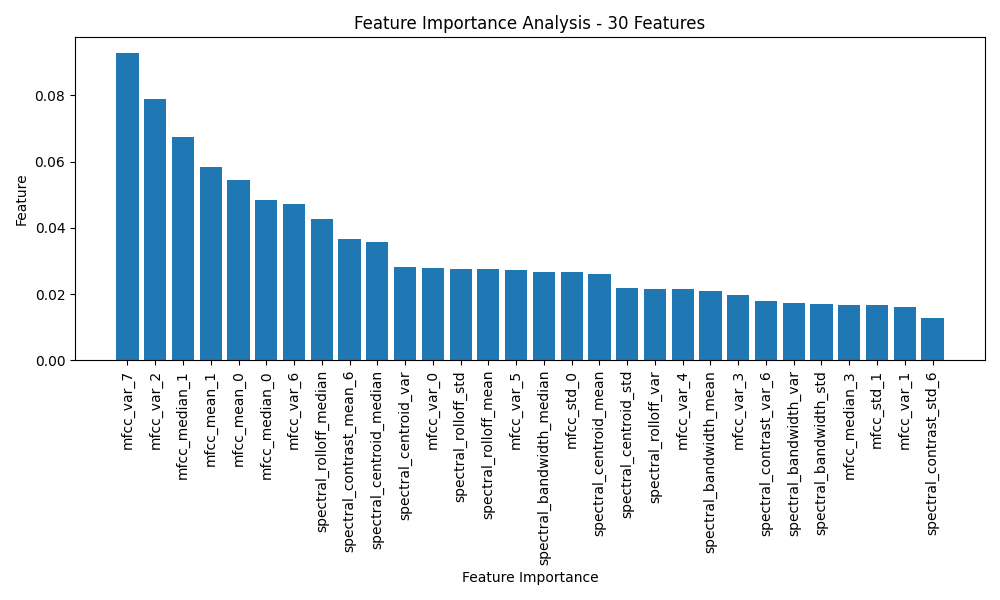 Feature Importance Analysis - 30 Features
Feature
0.08
0.06
0.04
0.02
0.00
mfcc_var_7
mfcc_var_2
mfcc_median_1
mfcc_mean_1
mfcc_mean_0
mfcc_median_0
mfcc_var_6
spectral_rolloff_median
spectral_contrast_mean_6
spectral_centroid_median
spectral_centroid_var
mfcc_var_0
spectral_rolloff_std
spectral_rolloff_mean
mfcc_var_5
spectral_bandwidth_median
mfcc_std_0
spectral_centroid_mean
spectral_centroid_std
spectral_rolloff_var
mfcc_var_4
spectral_bandwidth_mean
mfcc_var_3
spectral_contrast_var_6
spectral_bandwidth_var
spectral_bandwidth_std
mfcc_median_3
mfcc_std_1
mfcc_var_1
spectral_contrast_std_6
Feature Importance